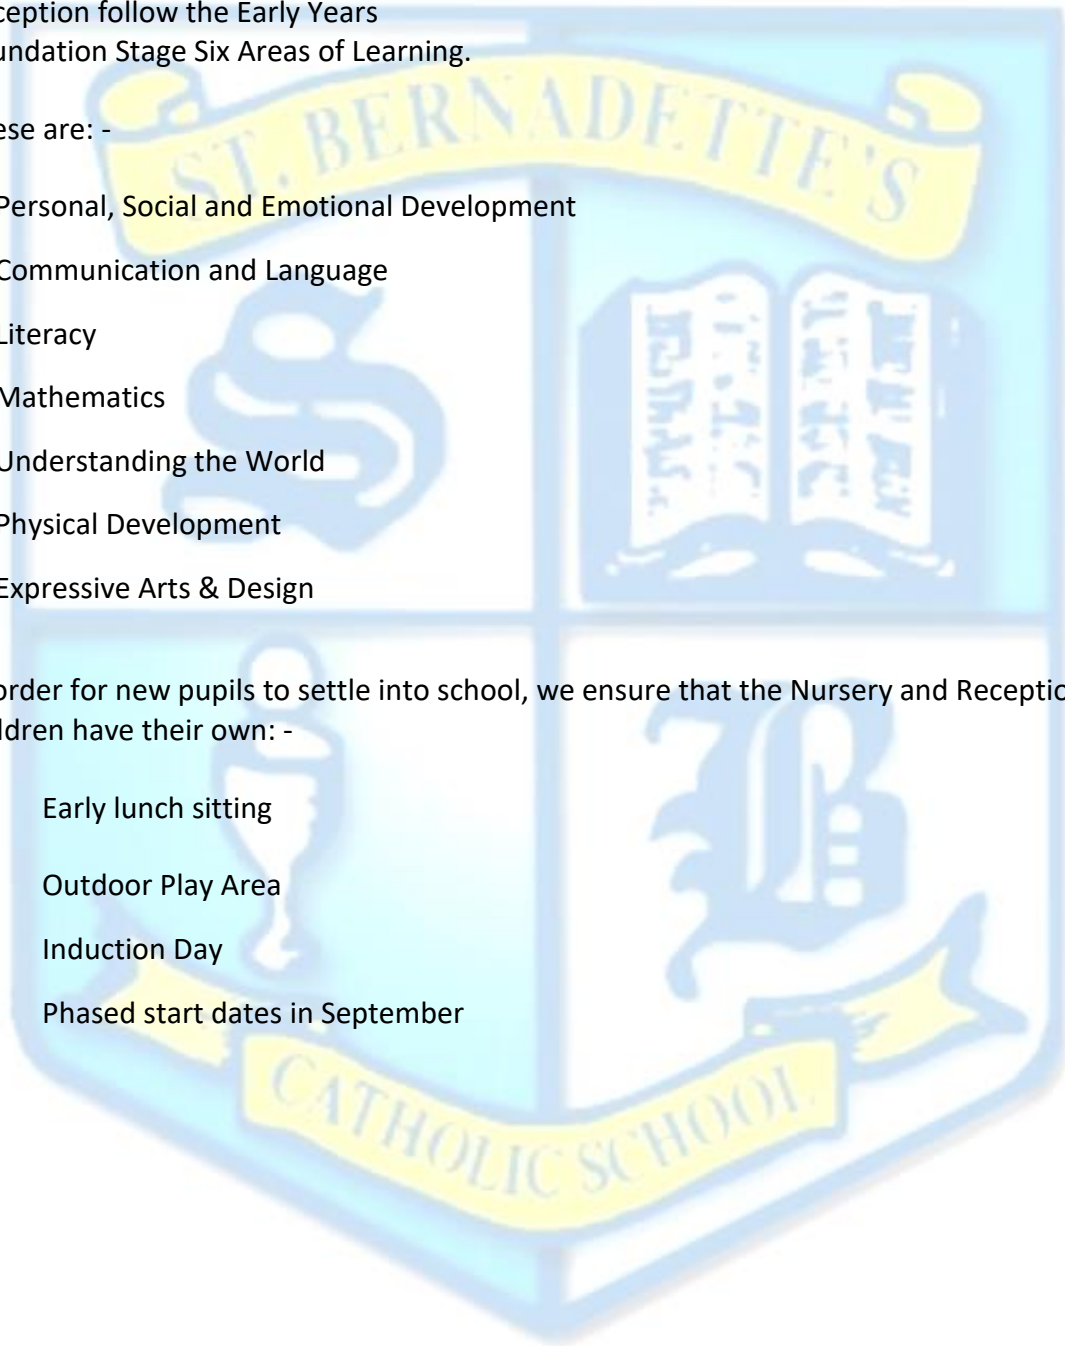 ception follow the Early Years
undation Stage Six Areas of Learning.
ese are: -
Personal, Social and Emotional Development
Communication and Language
Literacy
Mathematics
Understanding the World
Physical Development
Expressive Arts & Design
order for new pupils to settle into school, we ensure that the Nursery and Receptio
ldren have their own: -
Early lunch sitting
Outdoor Play Area
Induction Day
Phased start dates in September
ST. BERNADETTE'S
S
B
CATHOLIC SCHOOL